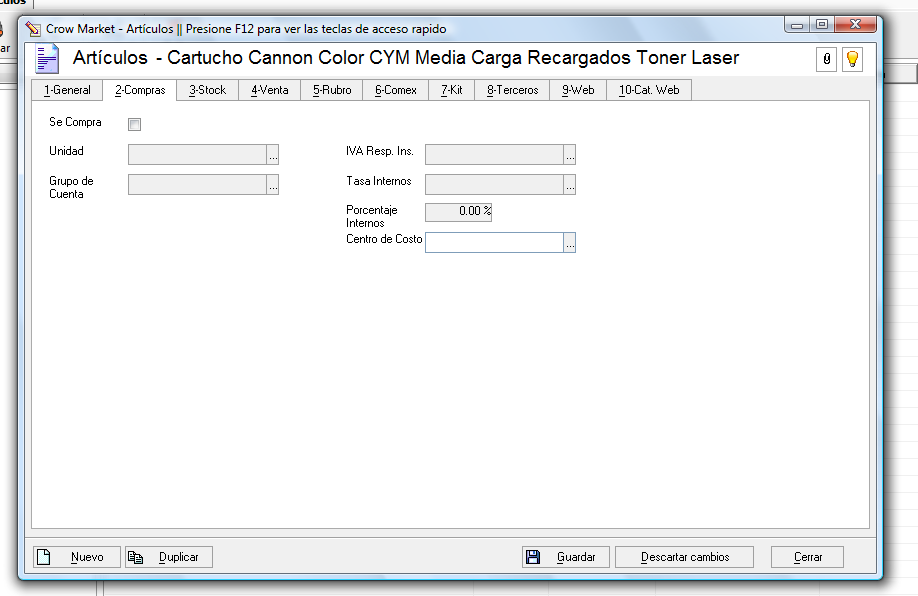 Crow Market - Artículos || Presione F12 para ver las teclas de acceso rapido
Artículos - Cartucho Cannon Color CYM Media Carga Recargados Toner Laser
1-General 2-Compras 3-Stock 4-Venta 5-Rubro 6-Comex 7-Kit 8-Terceros 9-Web 10-Cat. Web
Se Compra
Unidad ... IVA Resp. Ins. ...
Grupo de
Cuenta ... Tasa Internos ...
Porcentaje
Internos 0.00 %
Centro de Costo ...
Nuevo Duplicar Guardar Descartar cambios Cerrar